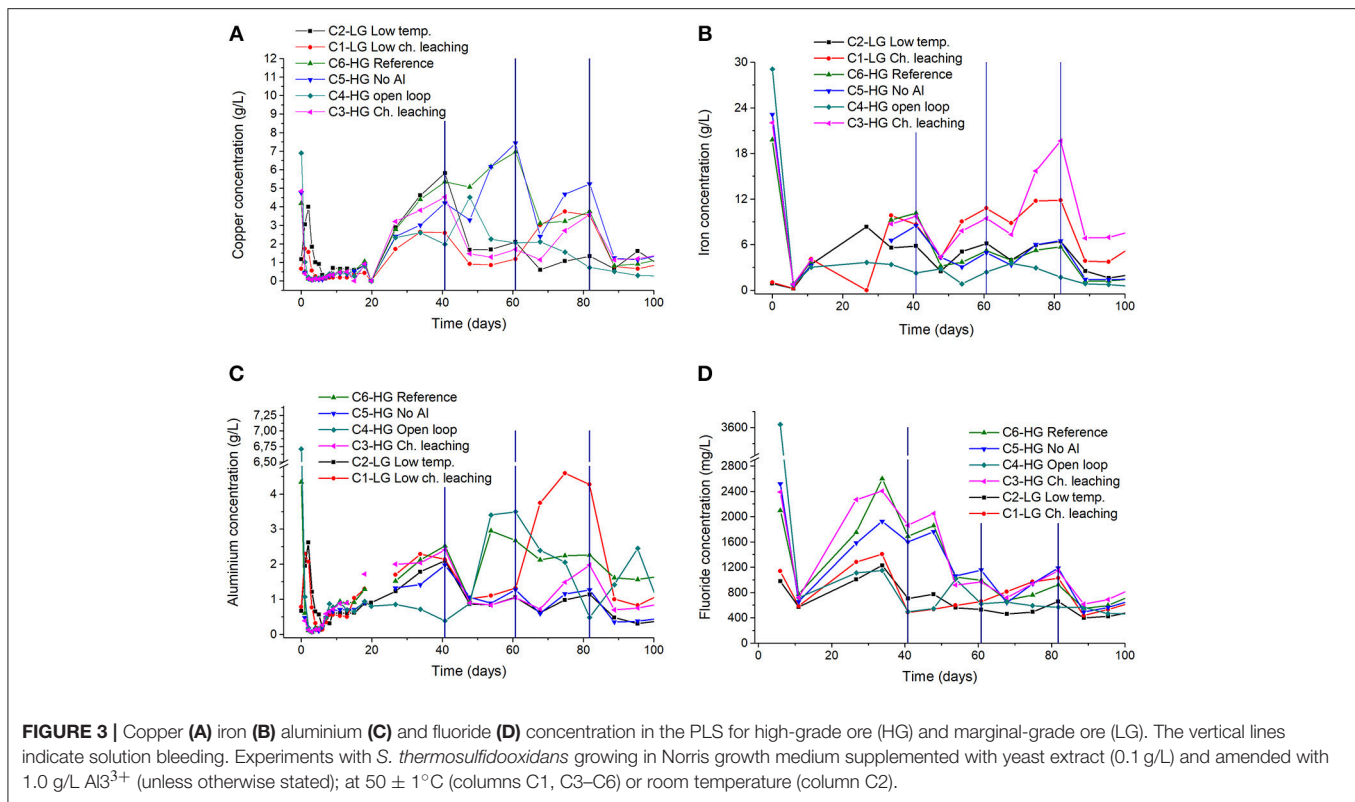 A
C2-LG Low temp.
C1-LG Low ch. leaching
C6-HG Reference
C5-HG No Al
C4-HG open loop
C3-HG Ch. leaching
Copper concentration (g/L)
12
11
10
9
8
7
6
5
4
3
2
1
0
0 20 40 60 80 100
Time (days)
B
C2-LG Low temp.
C1-LG Ch. leaching
C6-HG Reference
C5-HG No Al
C4-HG open loop
C3-HG Ch. leaching
Iron concentration (g/L)
30
24
18
12
6
0
0 20 40 60 80 100
Time (days)
C
C6-HG Reference
C5-HG No Al
C4-HG Open loop
C3-HG Ch. leaching
C2-LG Low temp.
C1-LG Low ch. leaching
Aluminium concentration (g/L)
7,25
7,00
6,75
6,50
4
3
2
1
0
0 20 40 60 80 100
Time (days)
D
C6-HG Reference
C5-HG No Al
C4-HG Open loop
C3-HG Ch. leaching
C2-LG Low temp.
C1-LG Ch. leaching
Fluoride concentration (mg/L)
3600
2800
2400
2000
1600
1200
800
400
0
0 20 40 60 80 100
Time (days)
FIGURE 3 | Copper (A) iron (B) aluminium (C) and fluoride (D) concentration in the PLS for high-grade ore (HG) and marginal-grade ore (LG). The vertical lines
indicate solution bleeding. Experiments with S. thermosulfidooxidans growing in Norris growth medium supplemented with yeast extract (0.1 g/L) and amended with
1.0 g/L Al3³⁺ (unless otherwise stated); at 50 ± 1°C (columns C1, C3–C6) or room temperature (column C2).